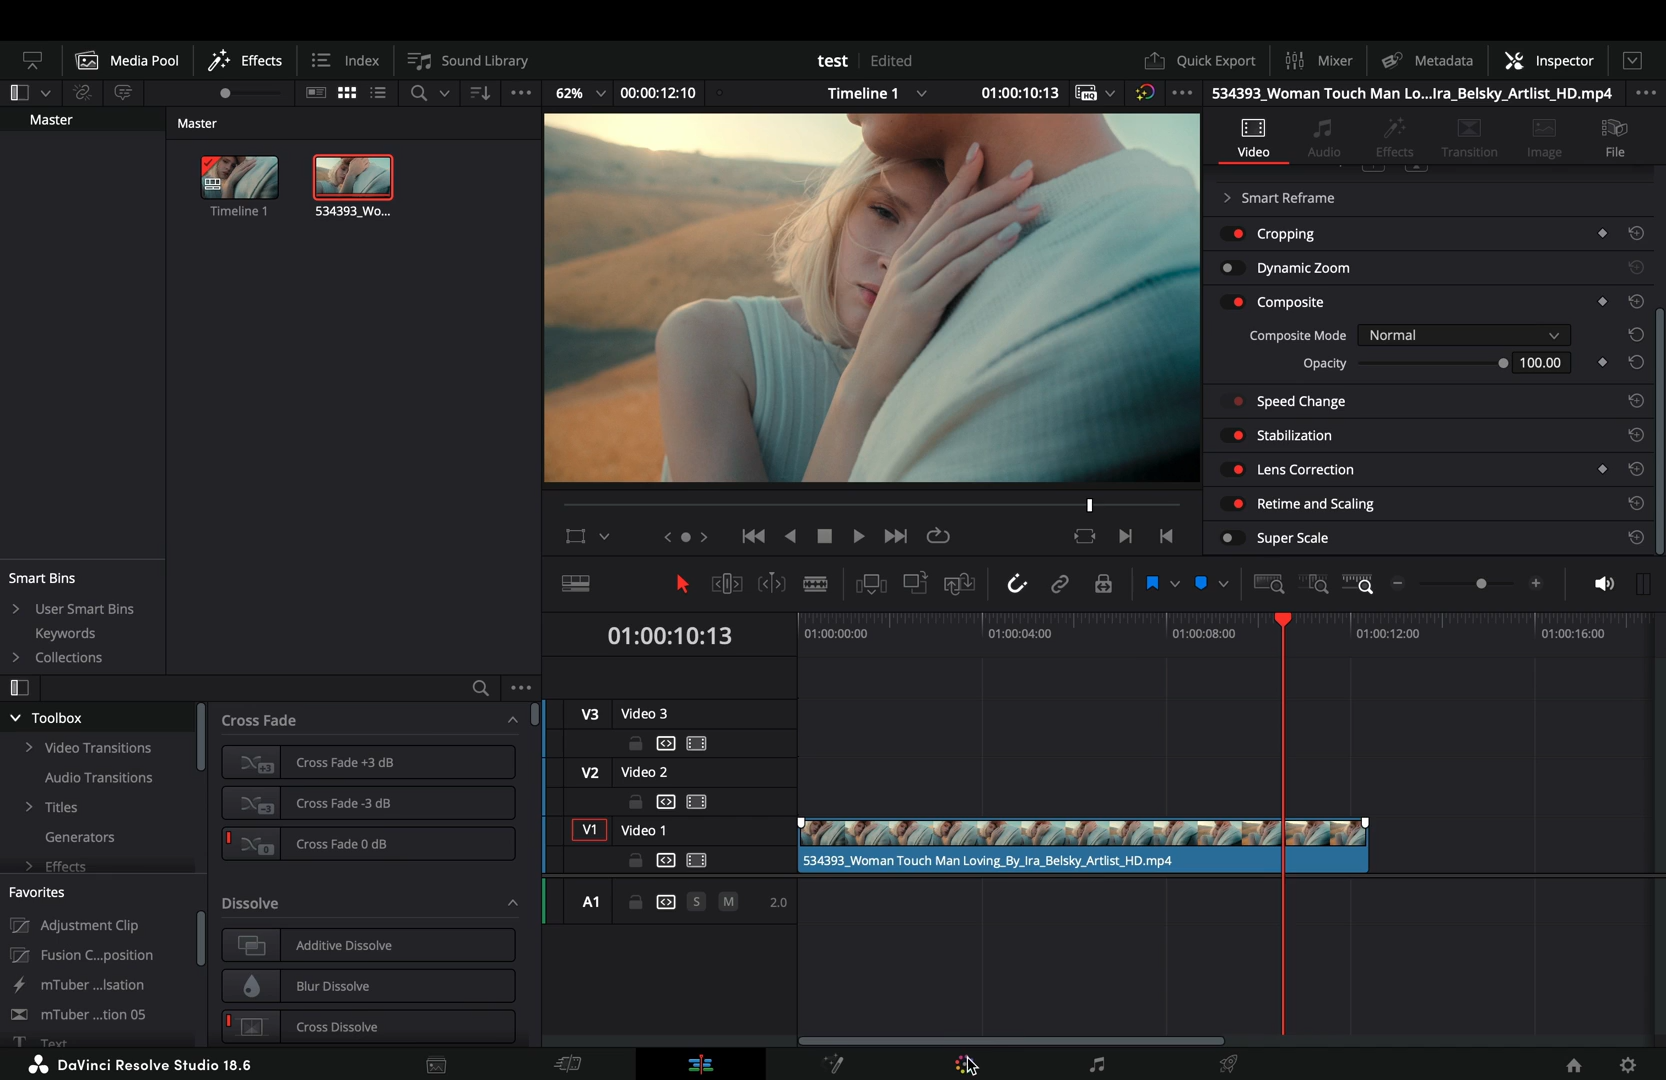 Media Pool Effects Index Sound Library test Edited Quick Export Mixer Metadata Inspector
62% 00:00:12:10 Timeline 1 01:00:10:13 534393_Woman Touch Man Lo...Ira_Belsky_Artlist_HD.mp4
Master
Master
Timeline 1
534393_Wo...
Video Audio Effects Transition Image File
Smart Reframe
Cropping
Dynamic Zoom
Composite
Composite Mode Normal
Opacity 100.00
Speed Change
Stabilization
Lens Correction
Retime and Scaling
Super Scale
Smart Bins
User Smart Bins
Keywords
Collections
Toolbox
Video Transitions
Audio Transitions
Titles
Generators
Effects
Favorites
Adjustment Clip
Fusion C...position
mTuber ...lsation
mTuber ...tion 05
Text
Cross Fade
+3 Cross Fade +3 dB
-3 Cross Fade -3 dB
0 Cross Fade 0 dB
Dissolve
Additive Dissolve
Blur Dissolve
Cross Dissolve
01:00:10:13
01:00:00:00 01:00:04:00 01:00:08:00 01:00:12:00 01:00:16:00
V3 Video 3
V2 Video 2
V1 Video 1
534393_Woman Touch Man Loving_By_Ira_Belsky_Artlist_HD.mp4
A1 S M 2.0
DaVinci Resolve Studio 18.6